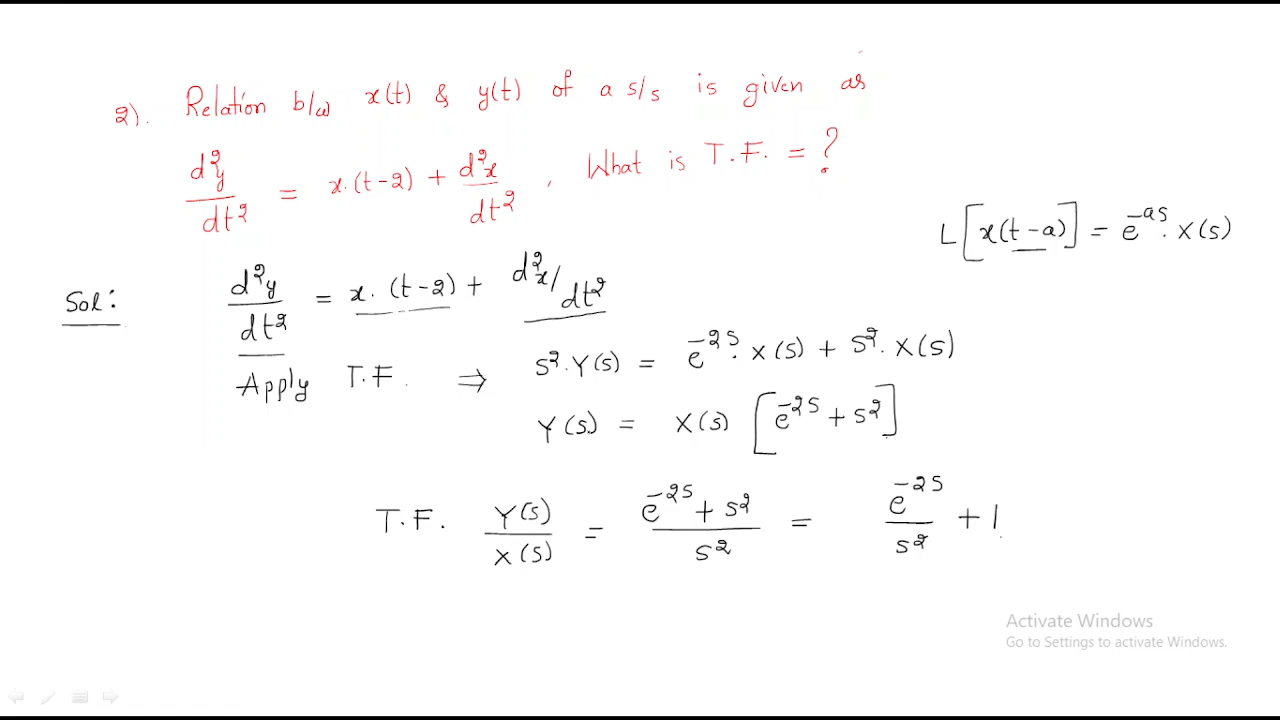 2). Relation b/w x(t) & y(t) of a s/s is given as
d²y/dt² = x.(t-2) + d²x/dt² , What is T.F. = ?
L[x(t-a)] = e^-as . X(s)
Sol: d²y/dt² = x. (t-2) + d²x/dt²
Apply T.F. ⇒ s².Y(s) = e^-2s . X(s) + s². X(s)
Y(s) = X(s) [e^-2s + s²]
T.F. Y(s)/X(s) = e^-2s + s²/s² = e^-2s/s² + 1
Activate Windows
Go to Settings to activate Windows.